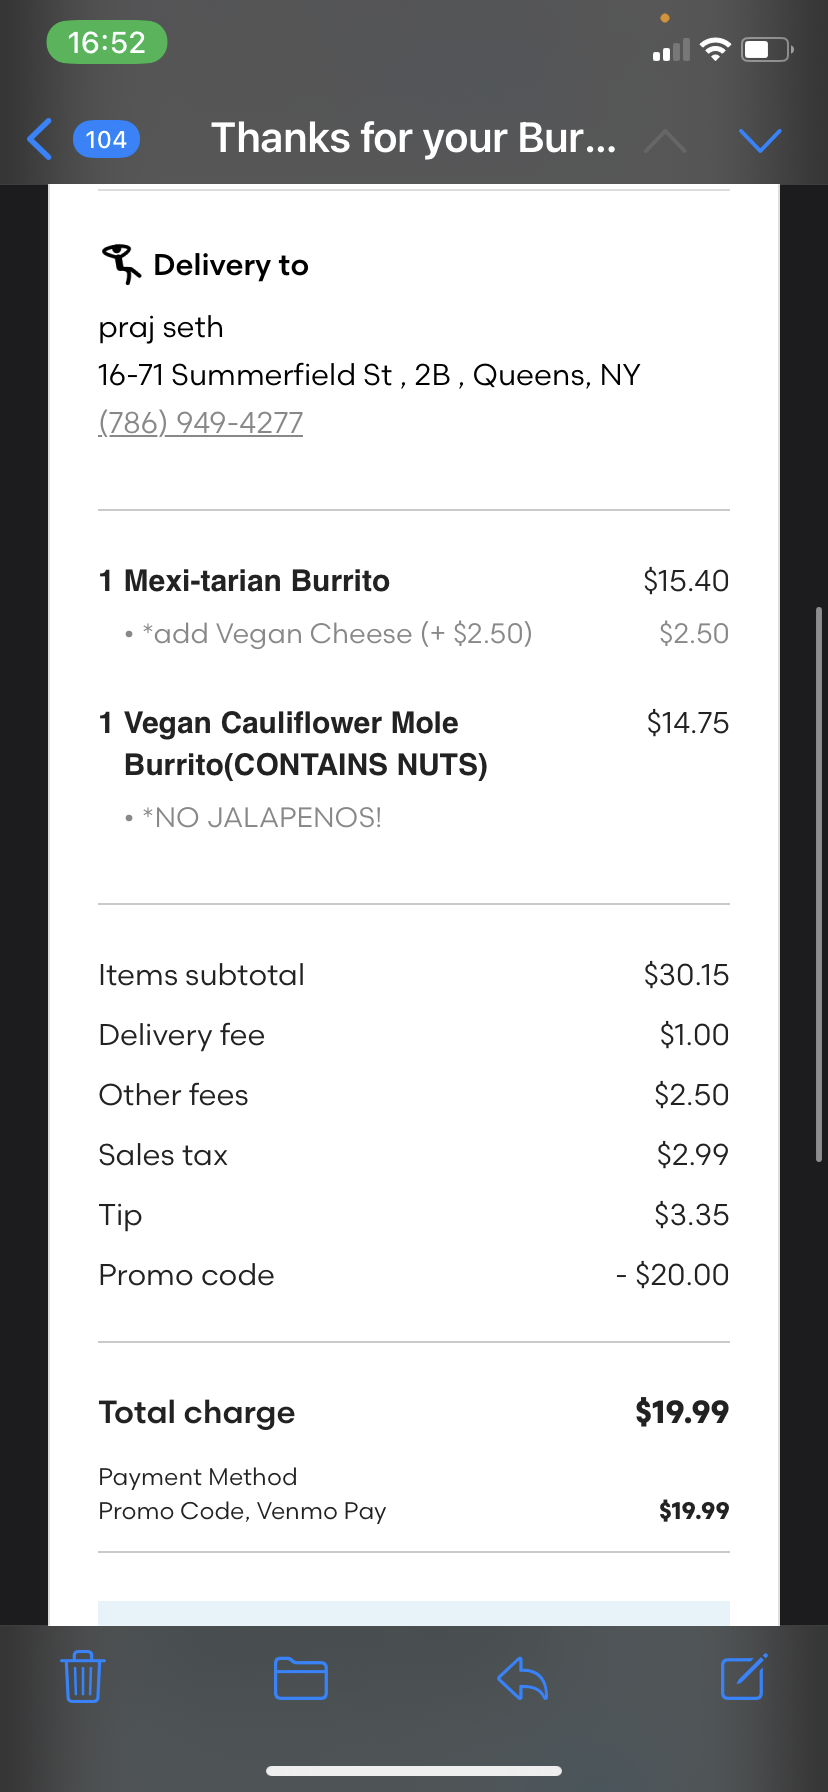 16:52
104
Thanks for your Bur...
Delivery to
praj seth
16-71 Summerfield St , 2B , Queens, NY
(786) 949-4277
1 Mexi-tarian Burrito $15.40
• *add Vegan Cheese (+ $2.50) $2.50
1 Vegan Cauliflower Mole $14.75
Burrito(CONTAINS NUTS)
• *NO JALAPENOS!
Items subtotal $30.15
Delivery fee $1.00
Other fees $2.50
Sales tax $2.99
Tip $3.35
Promo code - $20.00
Total charge $19.99
Payment Method
Promo Code, Venmo Pay $19.99